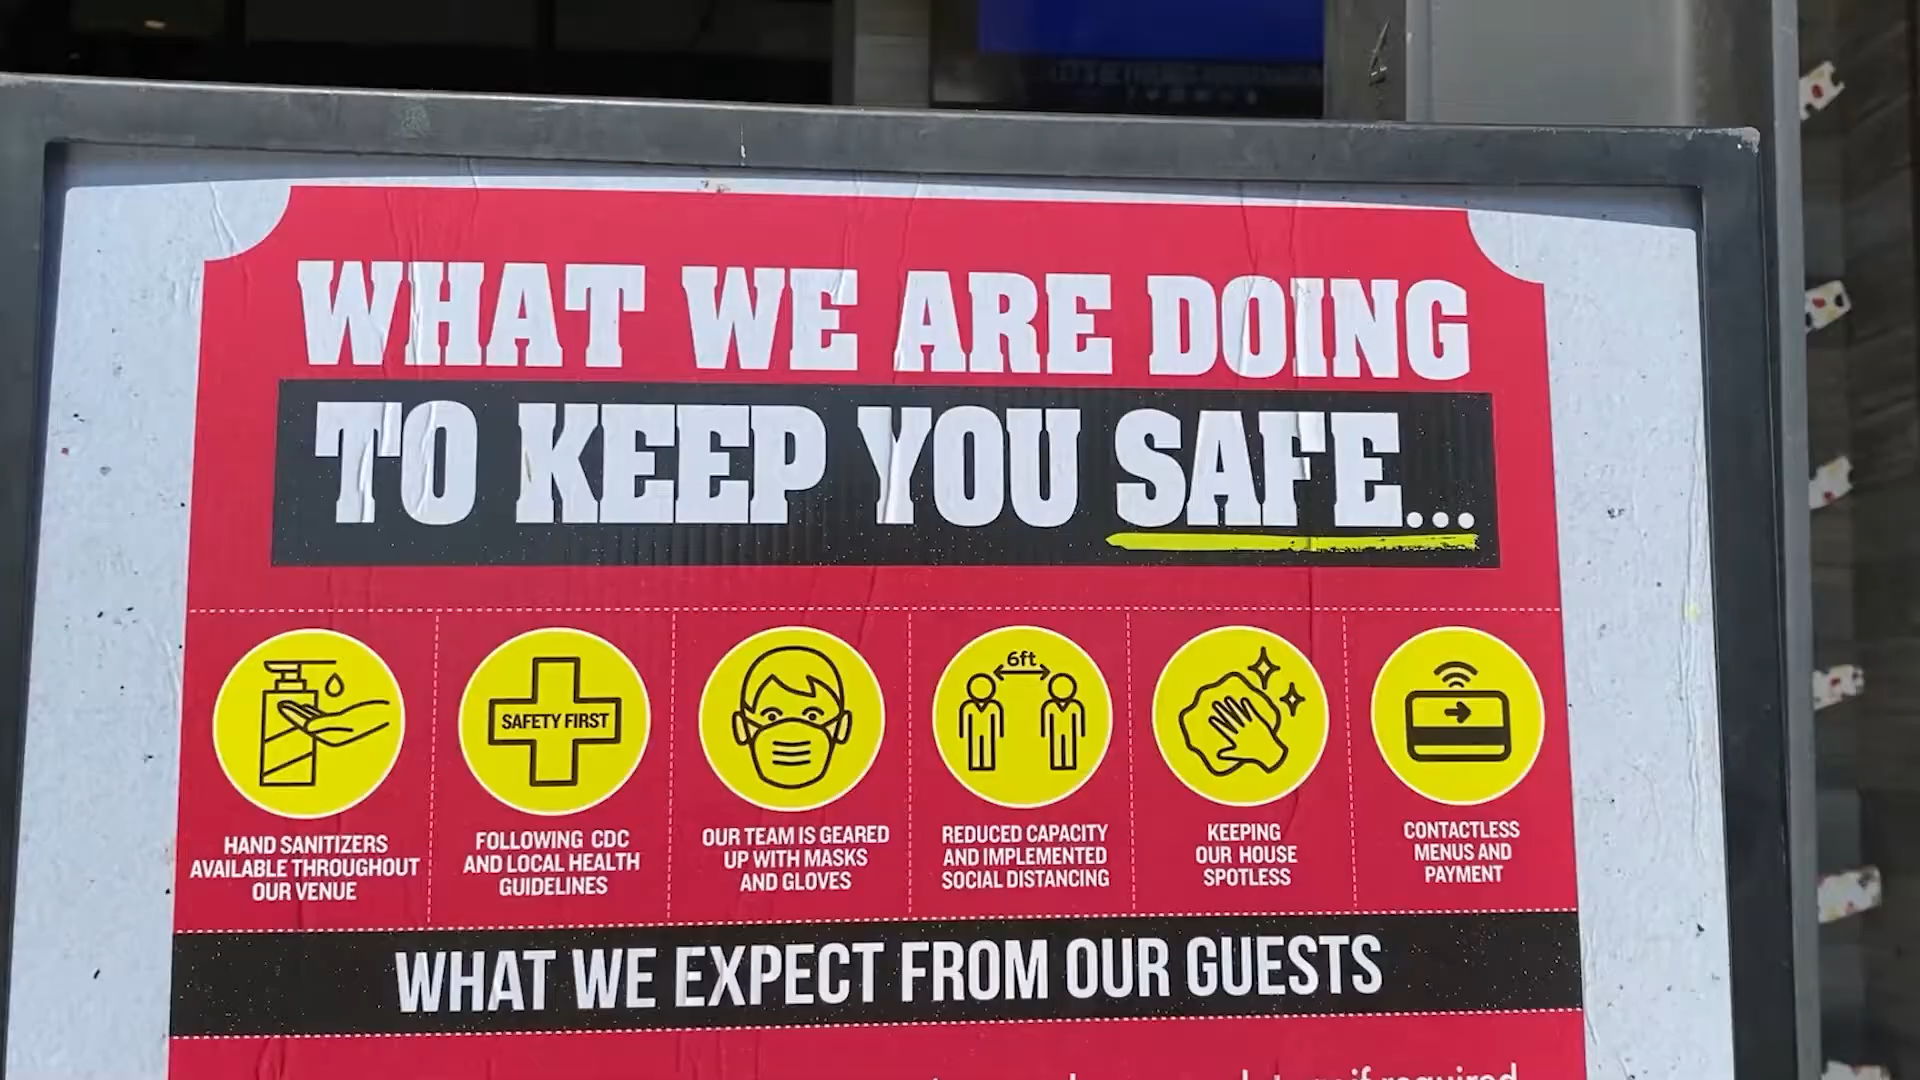 WHAT WE ARE DOING
TO KEEP YOU SAFE...
SAFETY FIRST
6ft
HAND SANITIZERS
AVAILABLE THROUGHOUT
OUR VENUE
FOLLOWING CDC
AND LOCAL HEALTH
GUIDELINES
OUR TEAM IS GEARED
UP WITH MASKS
AND GLOVES
REDUCED CAPACITY
AND IMPLEMENTED
SOCIAL DISTANCING
KEEPING
OUR HOUSE
SPOTLESS
CONTACTLESS
MENUS AND
PAYMENT
WHAT WE EXPECT FROM OUR GUESTS
if required